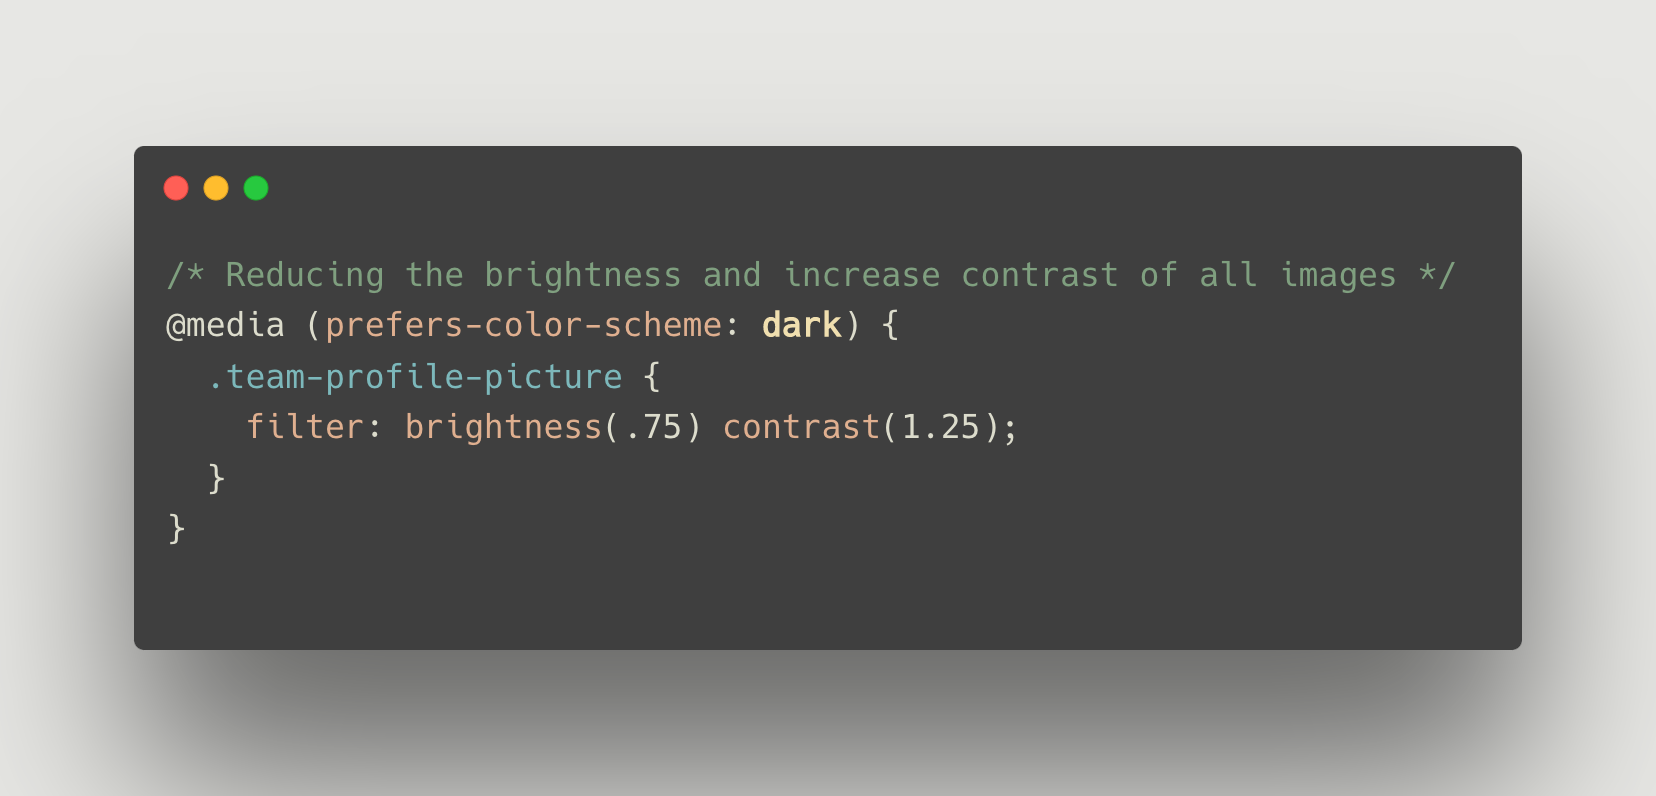 /* Reducing the brightness and increase contrast of all images */
@media (prefers-color-scheme: dark) {
  .team-profile-picture {
    filter: brightness(.75) contrast(1.25);
  }
}